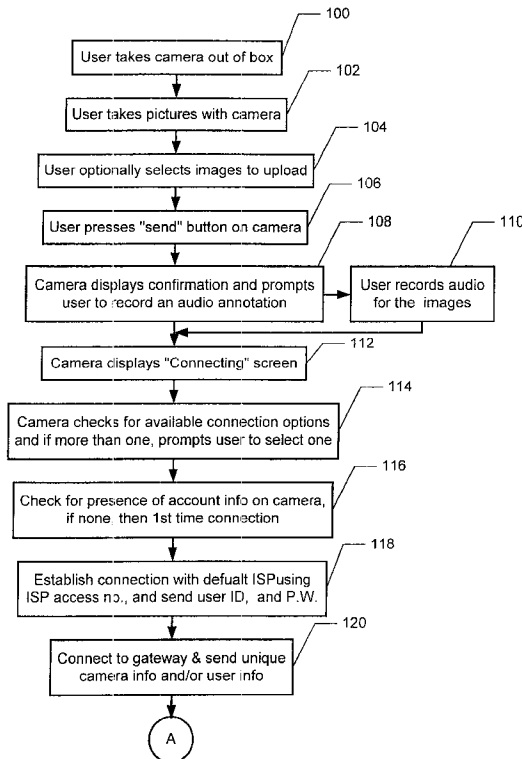 100
User takes camera out of box
102
User takes pictures with camera
104
User optionally selects images to upload
106
User presses "send" button on camera
108
110
Camera displays confirmation and prompts
user to record an audio annotation
User records audio
for the images
112
Camera displays "Connecting" screen
114
Camera checks for available connection options
and if more than one, prompts user to select one
116
Check for presence of account info on camera,
if none, then 1st time connection
118
Establish connection with defualt ISPusing
ISP access no., and send user ID, and P.W.
120
Connect to gateway & send unique
camera info and/or user info
A